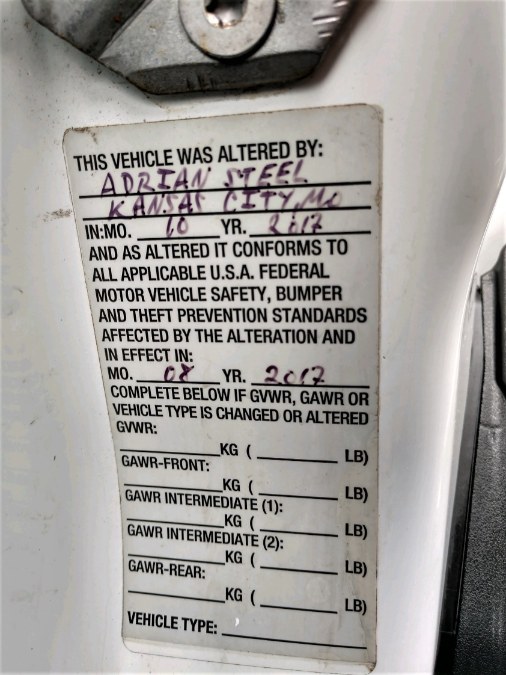 THIS VEHICLE WAS ALTERED BY:
ADRIAN STEEL
KANSAS CITY, MO
IN:MO. 10 YR. 2017
AND AS ALTERED IT CONFORMS TO
ALL APPLICABLE U.S.A. FEDERAL
MOTOR VEHICLE SAFETY, BUMPER
AND THEFT PREVENTION STANDARDS
AFFECTED BY THE ALTERATION AND
IN EFFECT IN:
MO. 08 YR. 2017
COMPLETE BELOW IF GVWR, GAWR OR
VEHICLE TYPE IS CHANGED OR ALTERED
GVWR:
KG ( LB)
GAWR-FRONT:
KG ( LB)
GAWR INTERMEDIATE (1):
KG ( LB)
GAWR INTERMEDIATE (2):
KG ( LB)
GAWR-REAR:
KG ( LB)
VEHICLE TYPE: